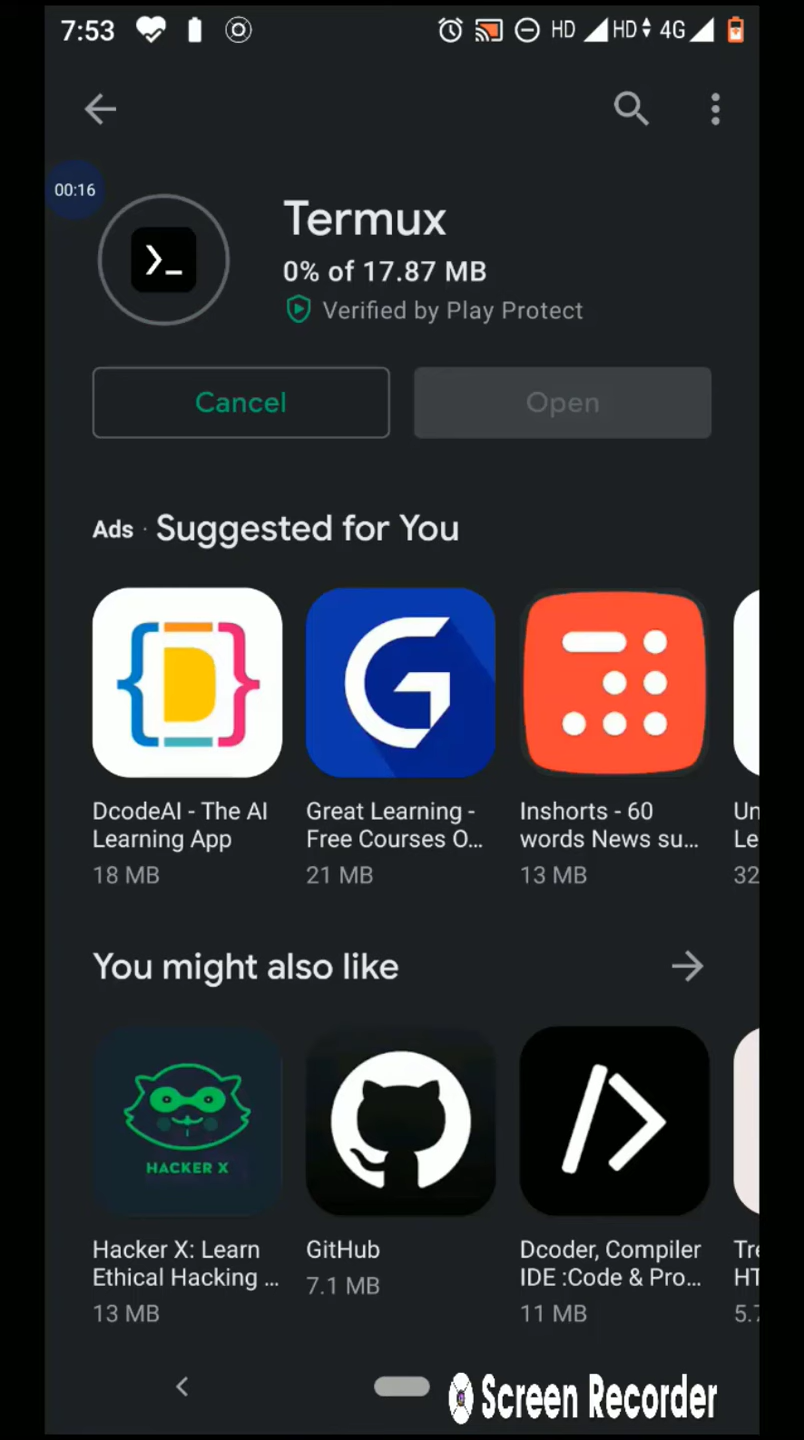 7:53 HD HD 4G
00:16
Termux
0% of 17.87 MB
Verified by Play Protect
Cancel Open
Ads · Suggested for You
D G
DcodeAI - The AI Learning App
18 MB
Great Learning - Free Courses O...
21 MB
Inshorts - 60 words News su...
13 MB
Un
Le
32
You might also like
HACKER X
Hacker X: Learn Ethical Hacking ...
13 MB
GitHub
7.1 MB
Dcoder, Compiler IDE :Code & Pro...
11 MB
Tre
HT
5.7
Screen Recorder